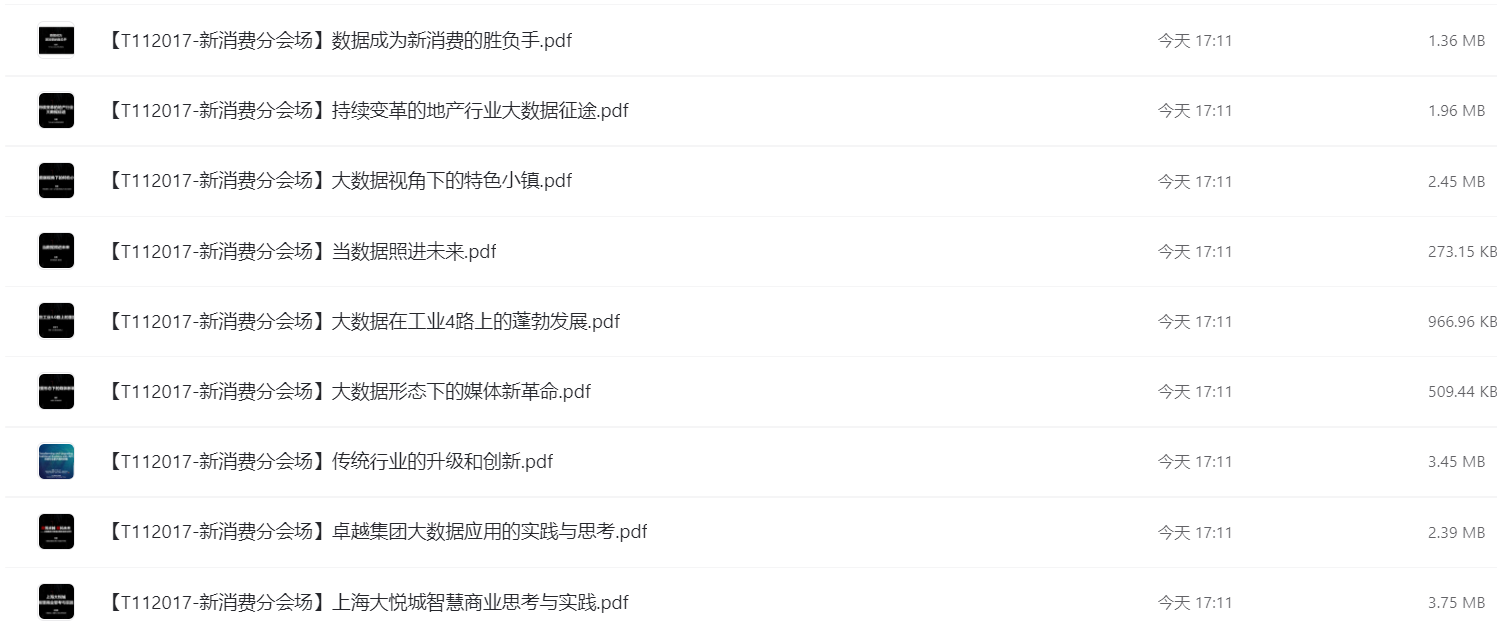 【T112017-新消费分会场】数据成为新消费的胜负手.pdf 今天 17:11 1.36 MB
【T112017-新消费分会场】持续变革的地产行业大数据征途.pdf 今天 17:11 1.96 MB
【T112017-新消费分会场】大数据视角下的特色小镇.pdf 今天 17:11 2.45 MB
【T112017-新消费分会场】当数据照进未来.pdf 今天 17:11 273.15 KB
【T112017-新消费分会场】大数据在工业4路上的蓬勃发展.pdf 今天 17:11 966.96 KB
【T112017-新消费分会场】大数据形态下的媒体新革命.pdf 今天 17:11 509.44 KB
【T112017-新消费分会场】传统行业的升级和创新.pdf 今天 17:11 3.45 MB
【T112017-新消费分会场】卓越集团大数据应用的实践与思考.pdf 今天 17:11 2.39 MB
【T112017-新消费分会场】上海大悦城智慧商业思考与实践.pdf 今天 17:11 3.75 MB